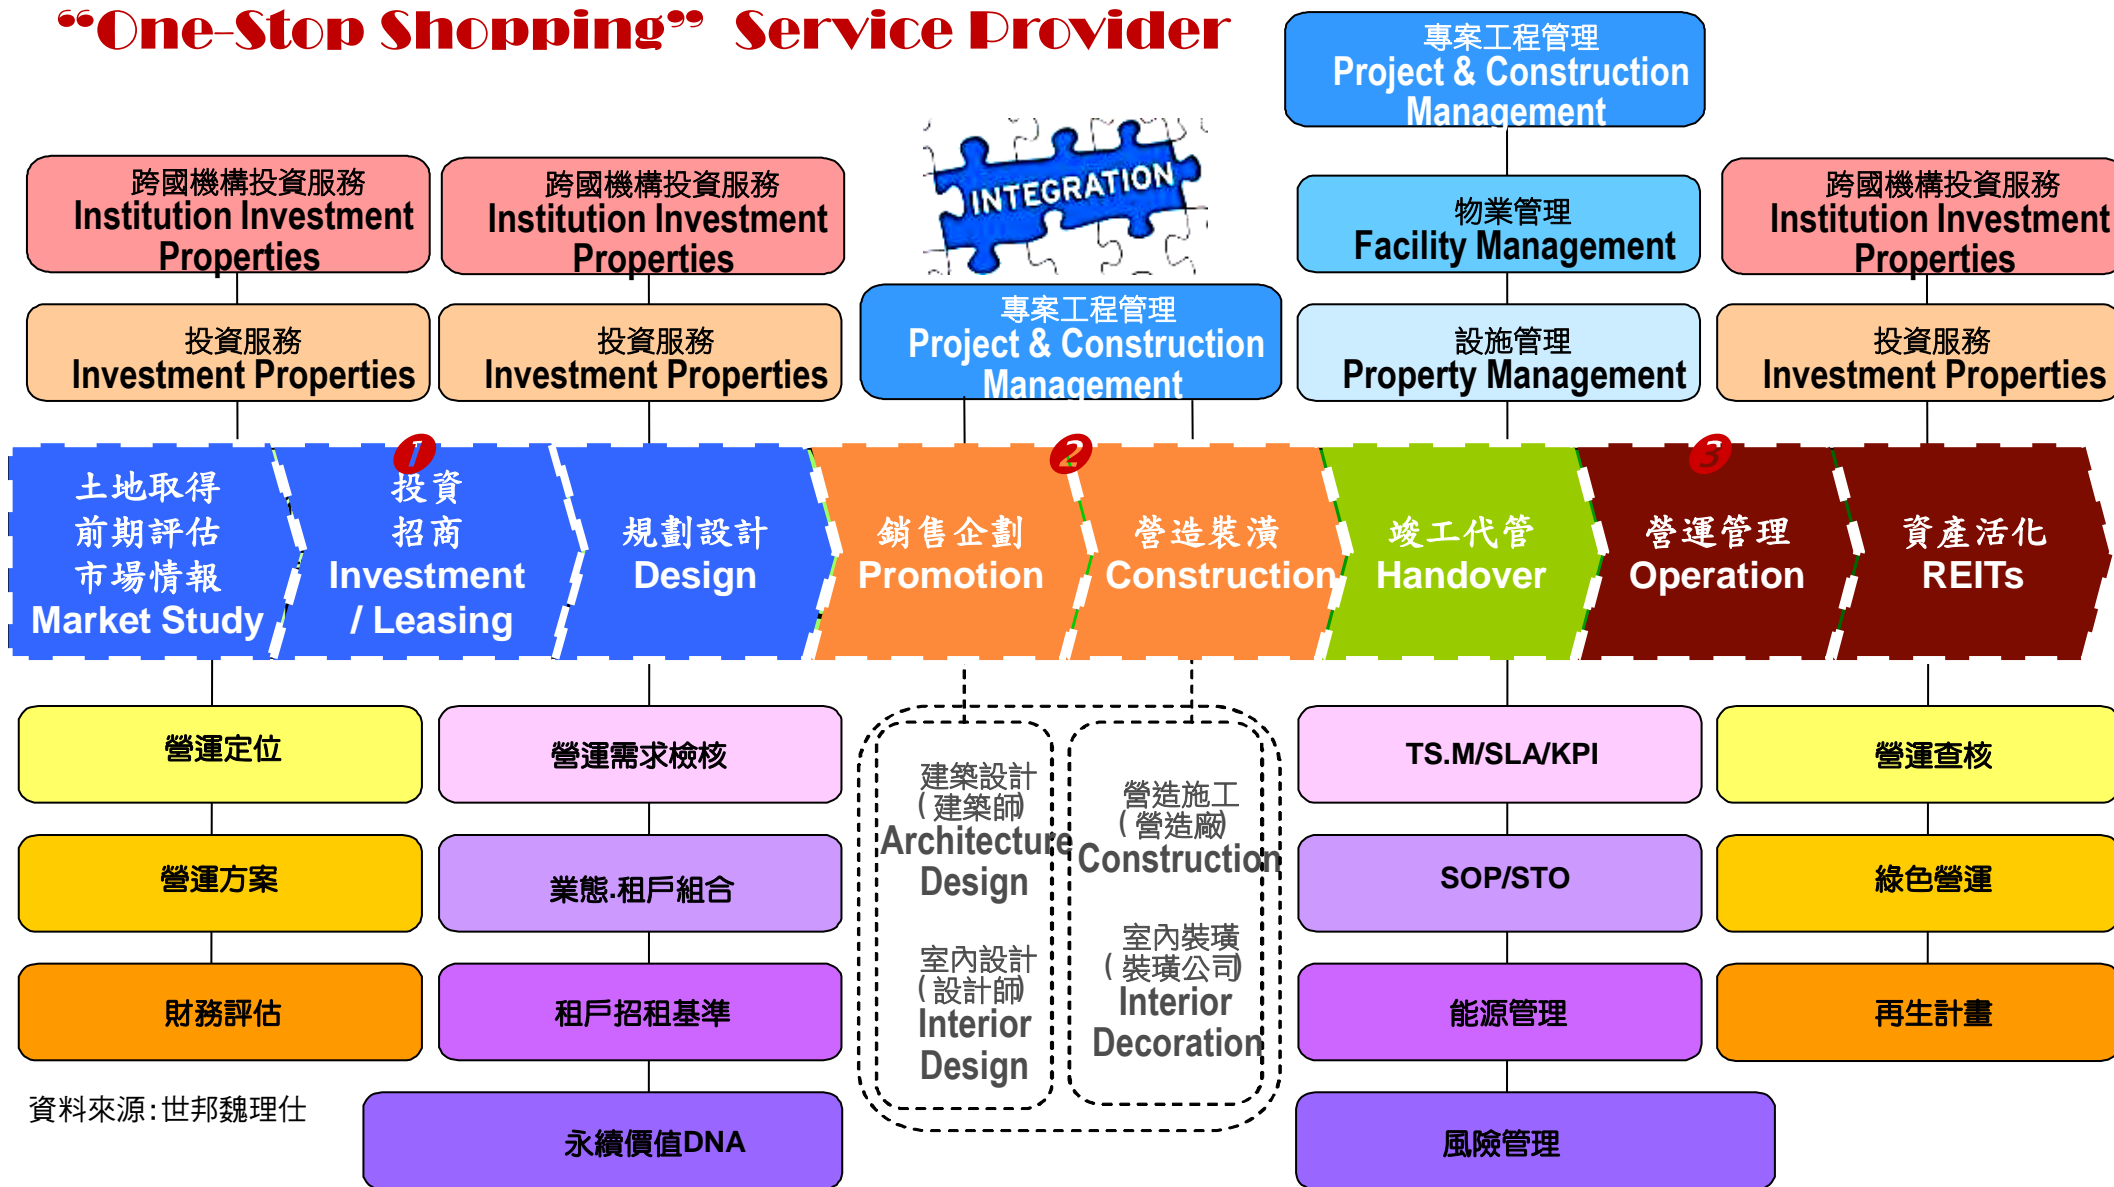 “One-Stop Shopping” Service Provider
專案工程管理
Project & Construction
Management
INTEGRATION
跨國機構投資服務
Institution Investment
Properties
跨國機構投資服務
Institution Investment
Properties
物業管理
Facility Management
跨國機構投資服務
Institution Investment
Properties
投資服務
Investment Properties
投資服務
Investment Properties
專案工程管理
Project & Construction
Management
設施管理
Property Management
投資服務
Investment Properties
1
2
3
土地取得
前期評估
市場情報
Market Study
投資
招商
Investment
/ Leasing
規劃設計
Design
銷售企劃
Promotion
營造裝潢
Construction
竣工代管
Handover
營運管理
Operation
資產活化
REITs
營運定位
營運方案
財務評估
營運需求檢核
業態.租戶組合
租戶招租基準
永續價值DNA
建築設計
(建築師)
Architecture
Design
室內設計
(設計師)
Interior
Design
營造施工
(營造廠)
Construction
室內裝璜
(裝璜公司)
Interior
Decoration
TS.M/SLA/KPI
SOP/STO
能源管理
風險管理
營運查核
綠色營運
再生計畫
資料來源:世邦魏理仕